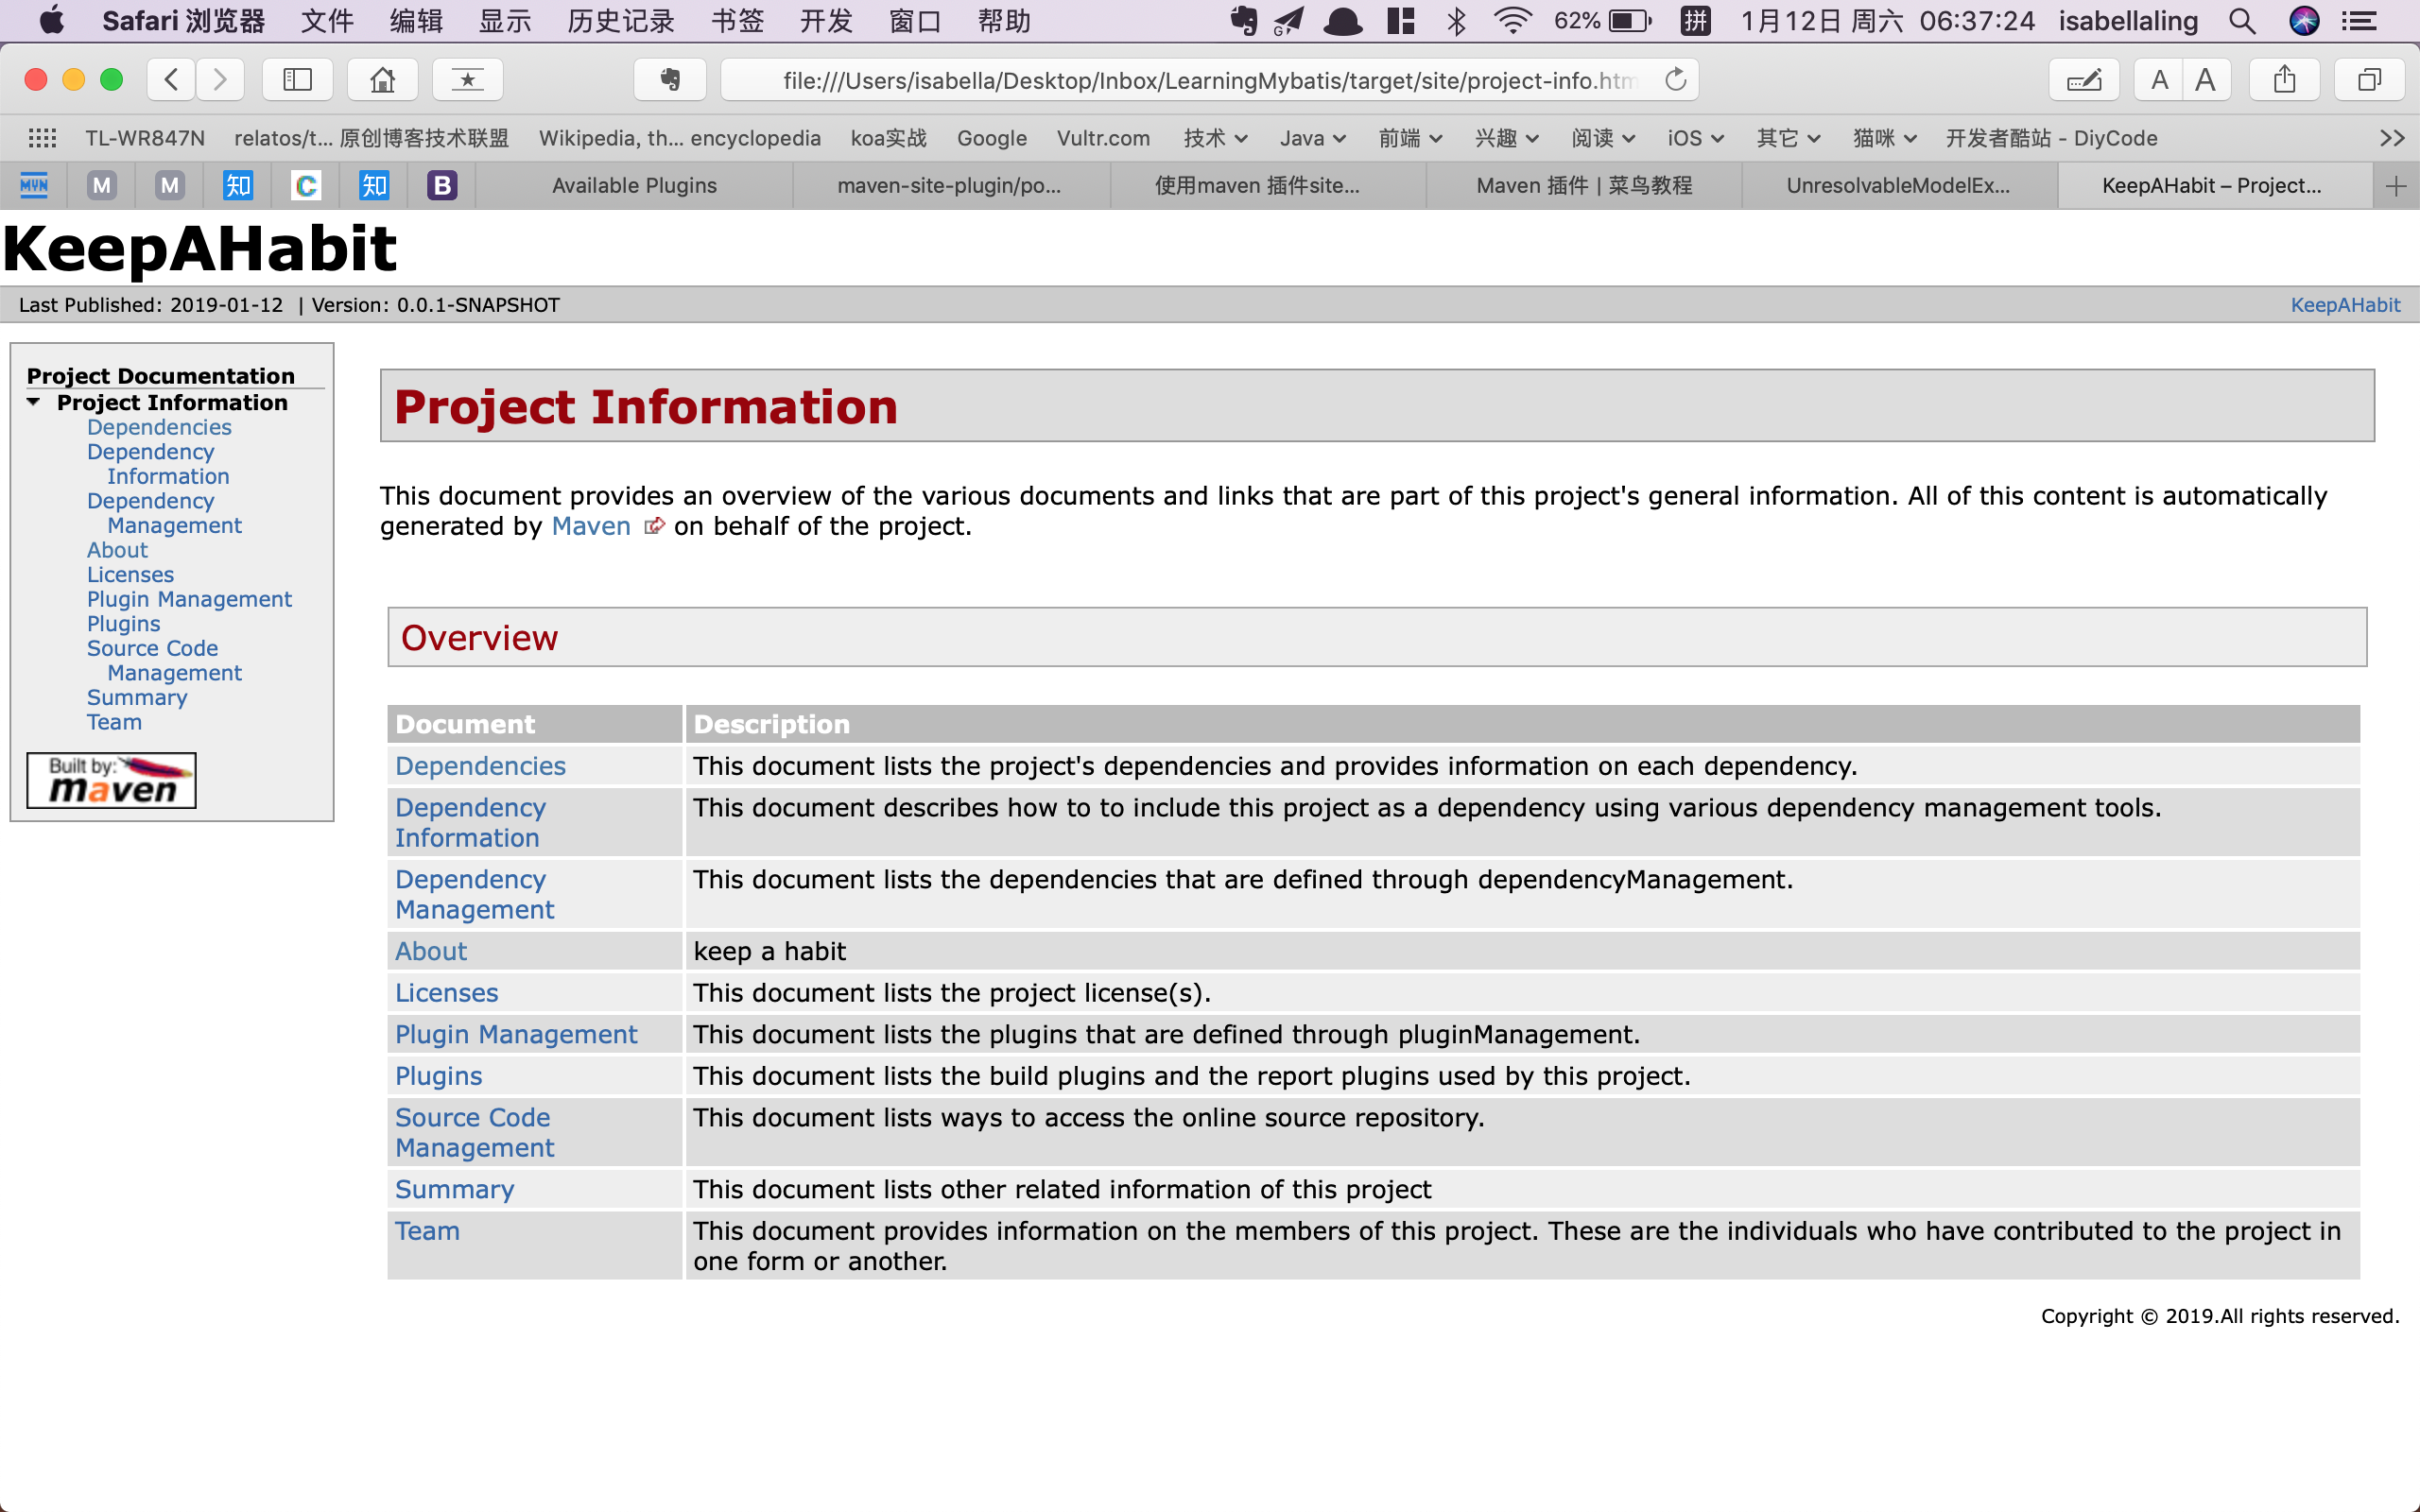 Safari 浏览器 文件 编辑 显示 历史记录 书签 开发 窗口 帮助 62% 拼 1月12日 周六 06:37:24 isabellaling
file:///Users/isabella/Desktop/Inbox/LearningMybatis/target/site/project-info.htm
A A
TL-WR847N relatos/t... 原创博客技术联盟 Wikipedia, th... encyclopedia koa实战 Google Vultr.com 技术 Java 前端 兴趣 阅读 iOS 其它 猫咪 开发者酷站 - DiyCode
MVN M M 知 C 知 B Available Plugins maven-site-plugin/po... 使用maven 插件site... Maven 插件 | 菜鸟教程 UnresolvableModelEx... KeepAHabit – Project...
KeepAHabit
Last Published: 2019-01-12 | Version: 0.0.1-SNAPSHOT KeepAHabit
Project Documentation
Project Information
Dependencies
Dependency
Information
Dependency
Management
About
Licenses
Plugin Management
Plugins
Source Code
Management
Summary
Team
Built by:
maven
Project Information
This document provides an overview of the various documents and links that are part of this project's general information. All of this content is automatically
generated by Maven on behalf of the project.
Overview
Document Description
Dependencies This document lists the project's dependencies and provides information on each dependency.
Dependency This document describes how to to include this project as a dependency using various dependency management tools.
Information
Dependency This document lists the dependencies that are defined through dependencyManagement.
Management
About keep a habit
Licenses This document lists the project license(s).
Plugin Management This document lists the plugins that are defined through pluginManagement.
Plugins This document lists the build plugins and the report plugins used by this project.
Source Code This document lists ways to access the online source repository.
Management
Summary This document lists other related information of this project
Team This document provides information on the members of this project. These are the individuals who have contributed to the project in
one form or another.
Copyright © 2019.All rights reserved.